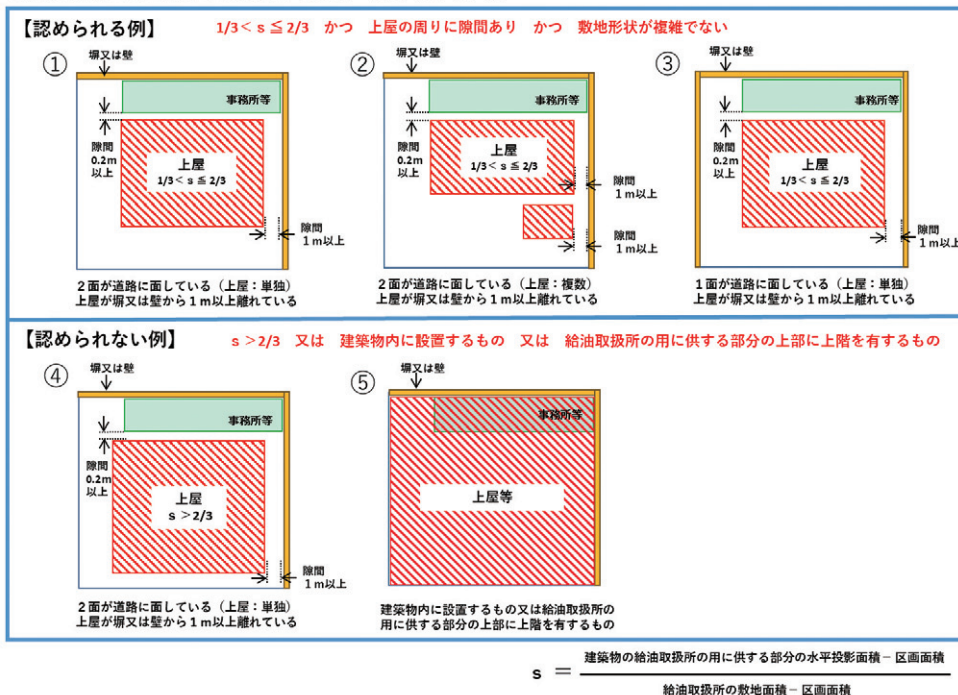 【認められる例】 1/3< s ≦ 2/3 かつ 上屋の周りに隙間あり かつ 敷地形状が複雑でない
①
塀又は壁
事務所等
隙間
0.2m
以上
上屋
1/3< s ≦ 2/3
隙間
1 m以上
2面が道路に面している（上屋：単独）
上屋が塀又は壁から1m以上離れている
②
塀又は壁
事務所等
隙間
0.2m
以上
上屋
1/3< s ≦ 2/3
隙間
1 m以上
隙間
1 m以上
2面が道路に面している（上屋：複数）
上屋が塀又は壁から1m以上離れている
③
塀又は壁
事務所等
隙間
0.2m
以上
上屋
1/3< s ≦ 2/3
隙間
1 m以上
1面が道路に面している（上屋：単独）
上屋が塀又は壁から1m以上離れている
【認められない例】 s >2/3 又は 建築物内に設置するもの 又は 給油取扱所の用に供する部分の上部に上階を有するもの
④
塀又は壁
事務所等
隙間
0.2m
以上
上屋
s >2/3
隙間
1 m以上
2面が道路に面している（上屋：単独）
上屋が塀又は壁から1m以上離れている
⑤
塀又は壁
事務所等
上屋等
建築物内に設置するもの又は給油取扱所の
用に供する部分の上部に上階を有するもの
s = 建築物の給油取扱所の用に供する部分の水平投影面積− 区画面積
給油取扱所の敷地面積− 区画面積